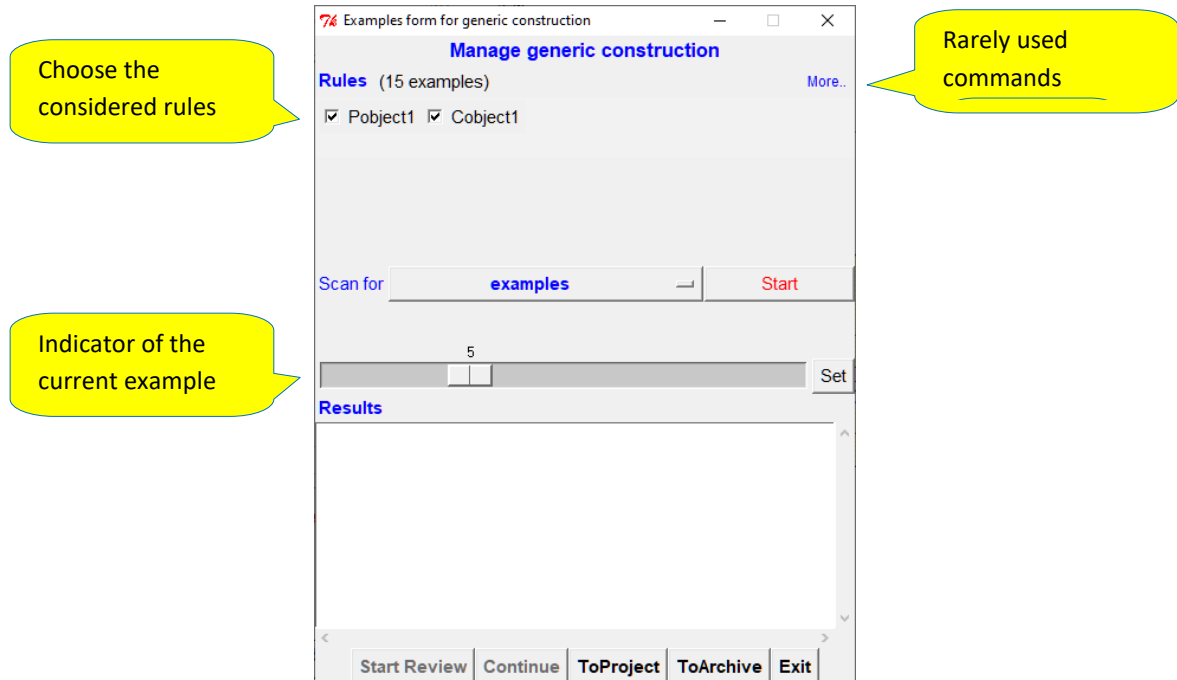 Examples form for generic construction
Manage generic construction
Rules (15 examples) More..
Pobject1 Cobject1
Scan for examples Start
5
Set
Results
Start Review Continue ToProject ToArchive Exit
Choose the
considered rules
Rarely used
commands
Indicator of the
current example